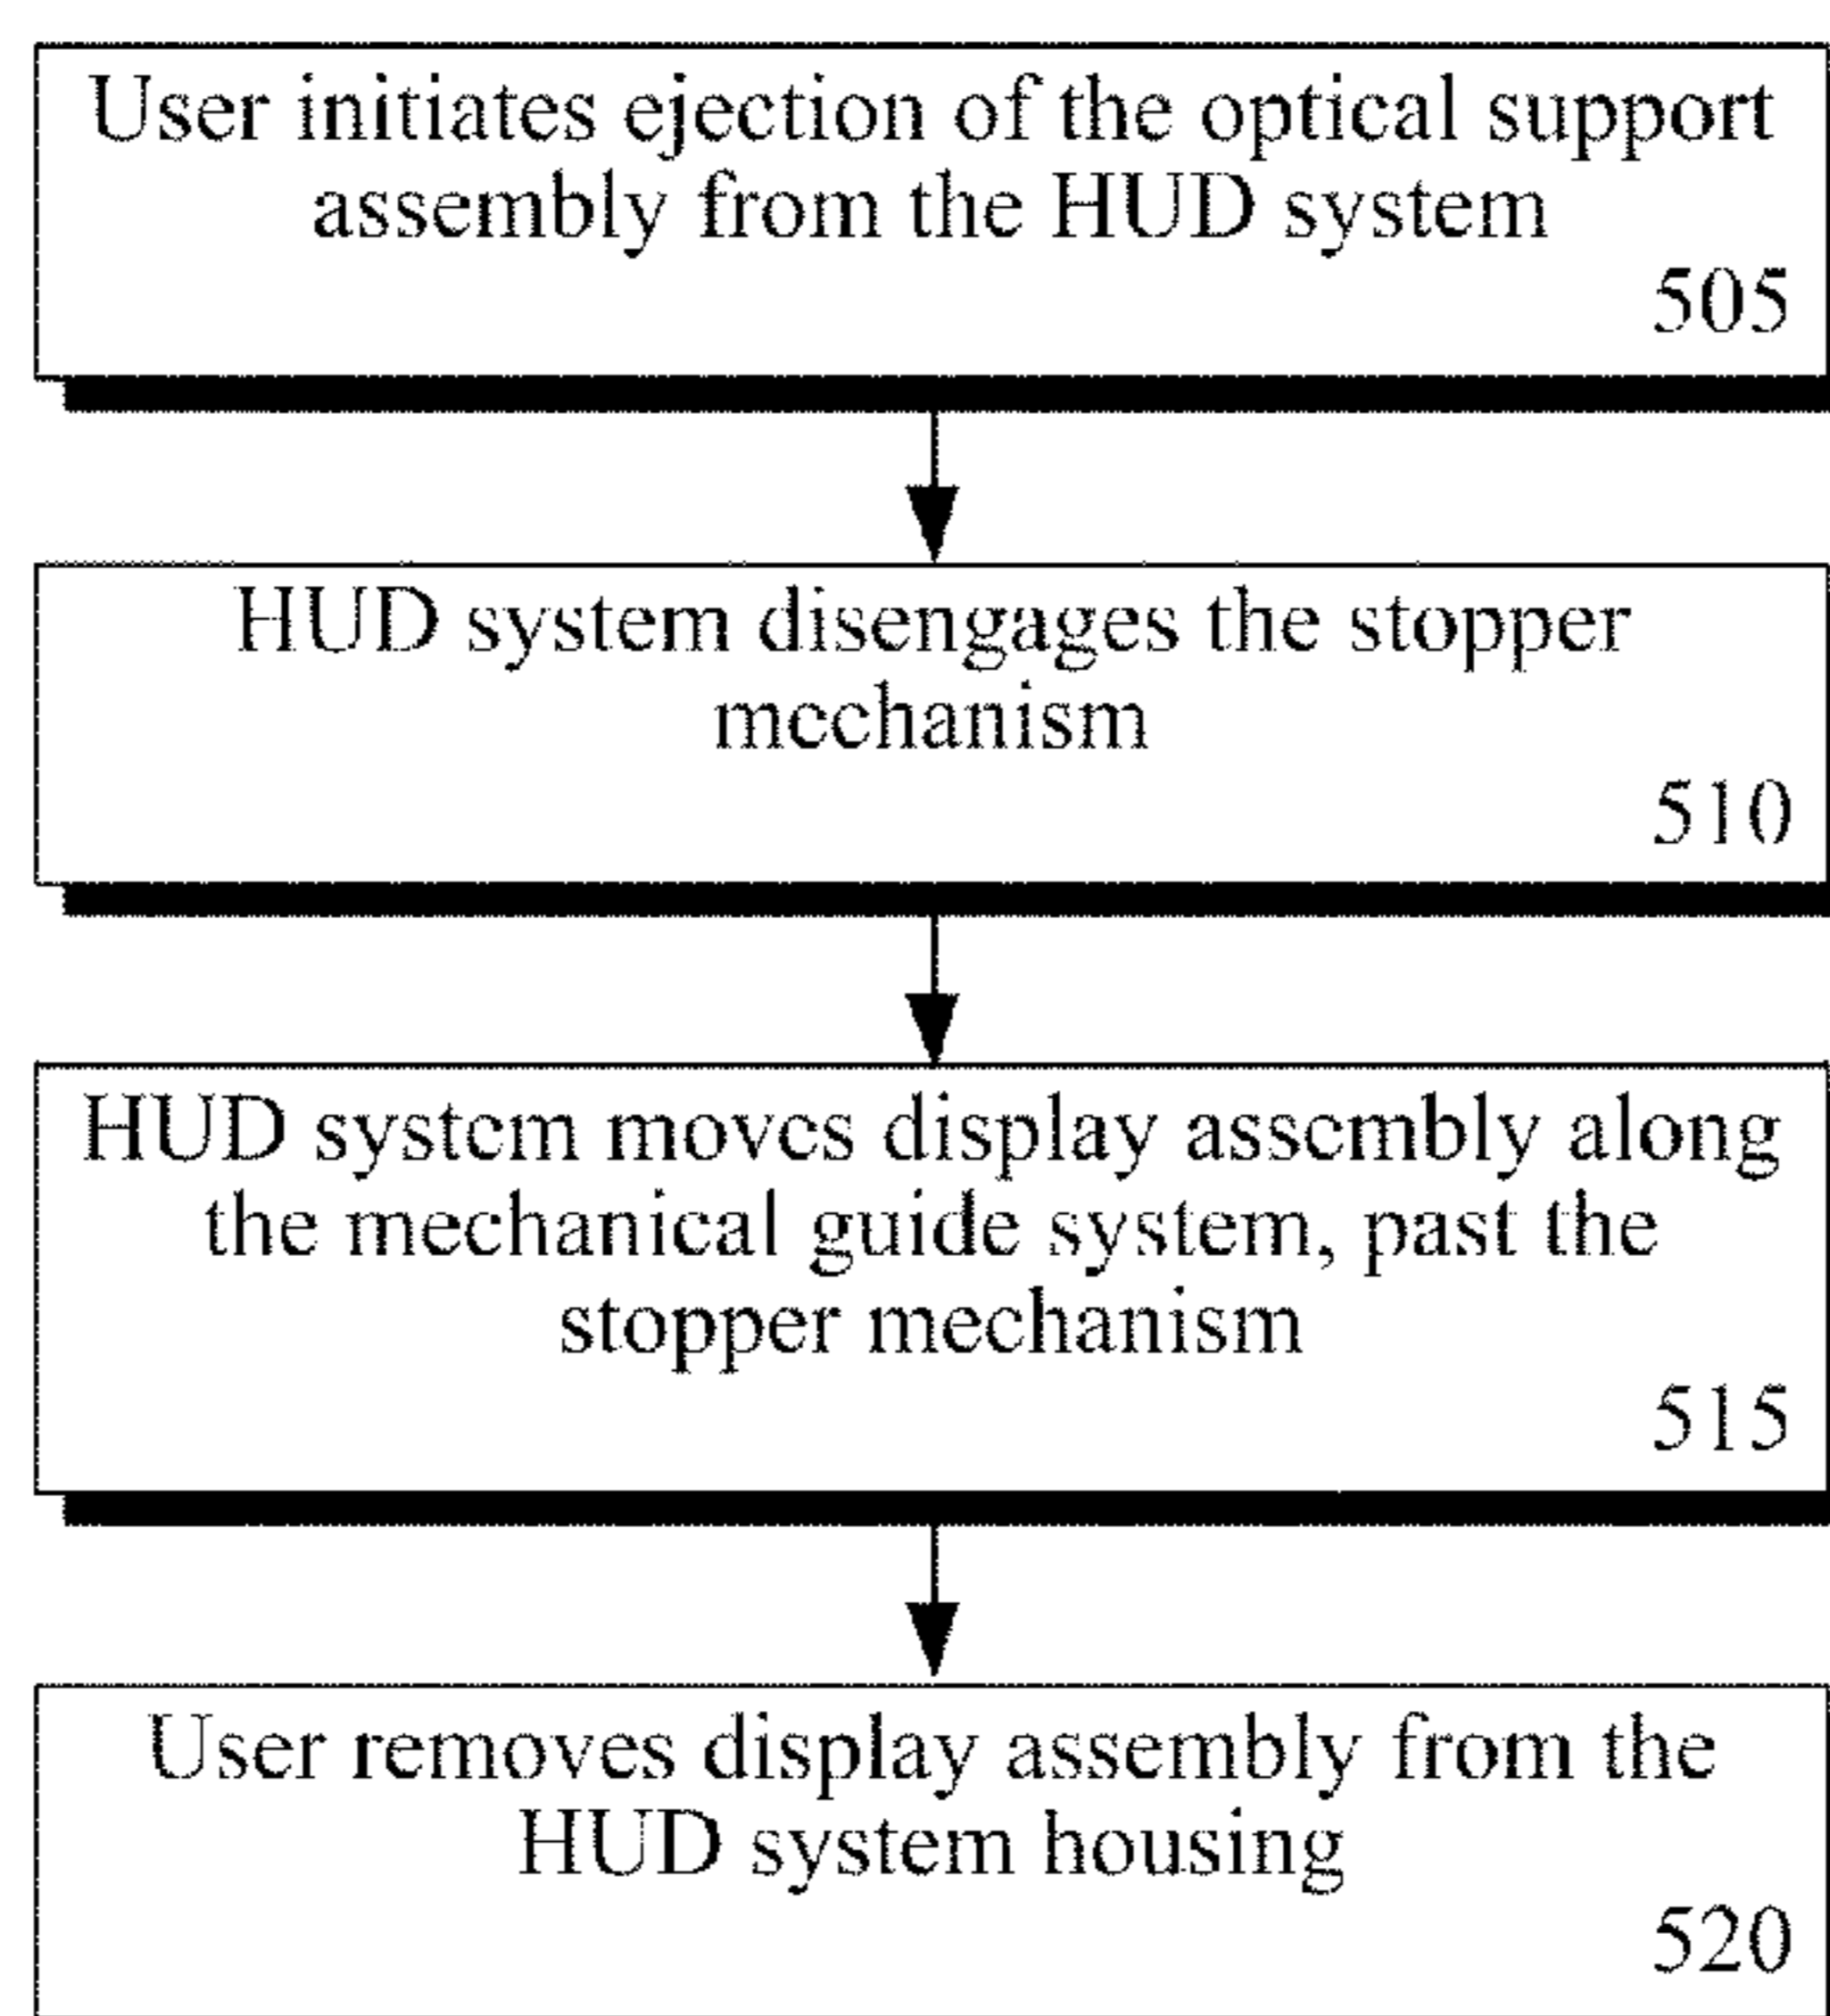 User initiates ejection of the optical support
assembly from the HUD system
505
HUD system disengages the stopper
mechanism
510
HUD system moves display assembly along
the mechanical guide system, past the
stopper mechanism
515
User removes display assembly from the
HUD system housing
520